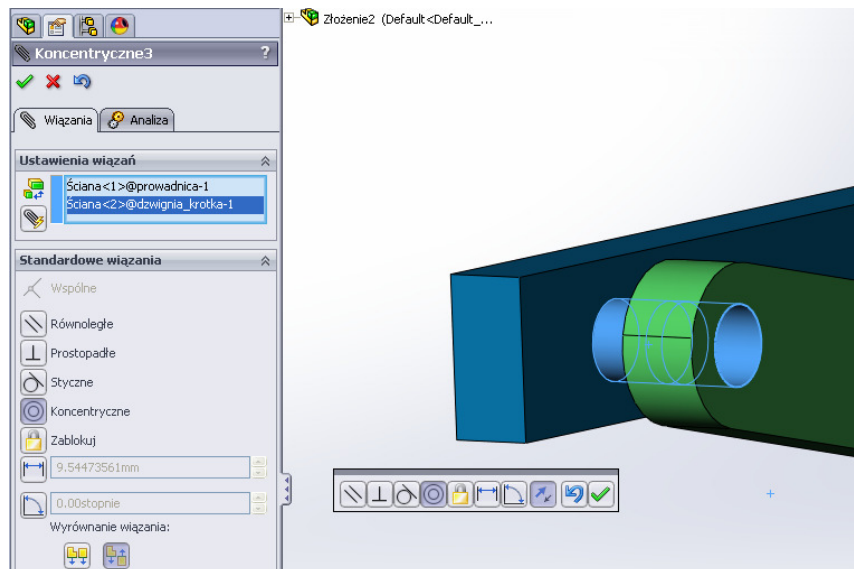 Złożenie2 (Default<Default_...
Koncentryczne3 ?
Wiązania Analiza
Ustawienia wiązań
Ściana<1>@prowadnica-1
Ściana<2>@dzwignia_krotka-1
Standardowe wiązania
Wspólne
Równoległe
Prostopadłe
Styczne
Koncentryczne
Zablokuj
9.54473561mm
0.00stopnie
Wyrównanie wiązania: